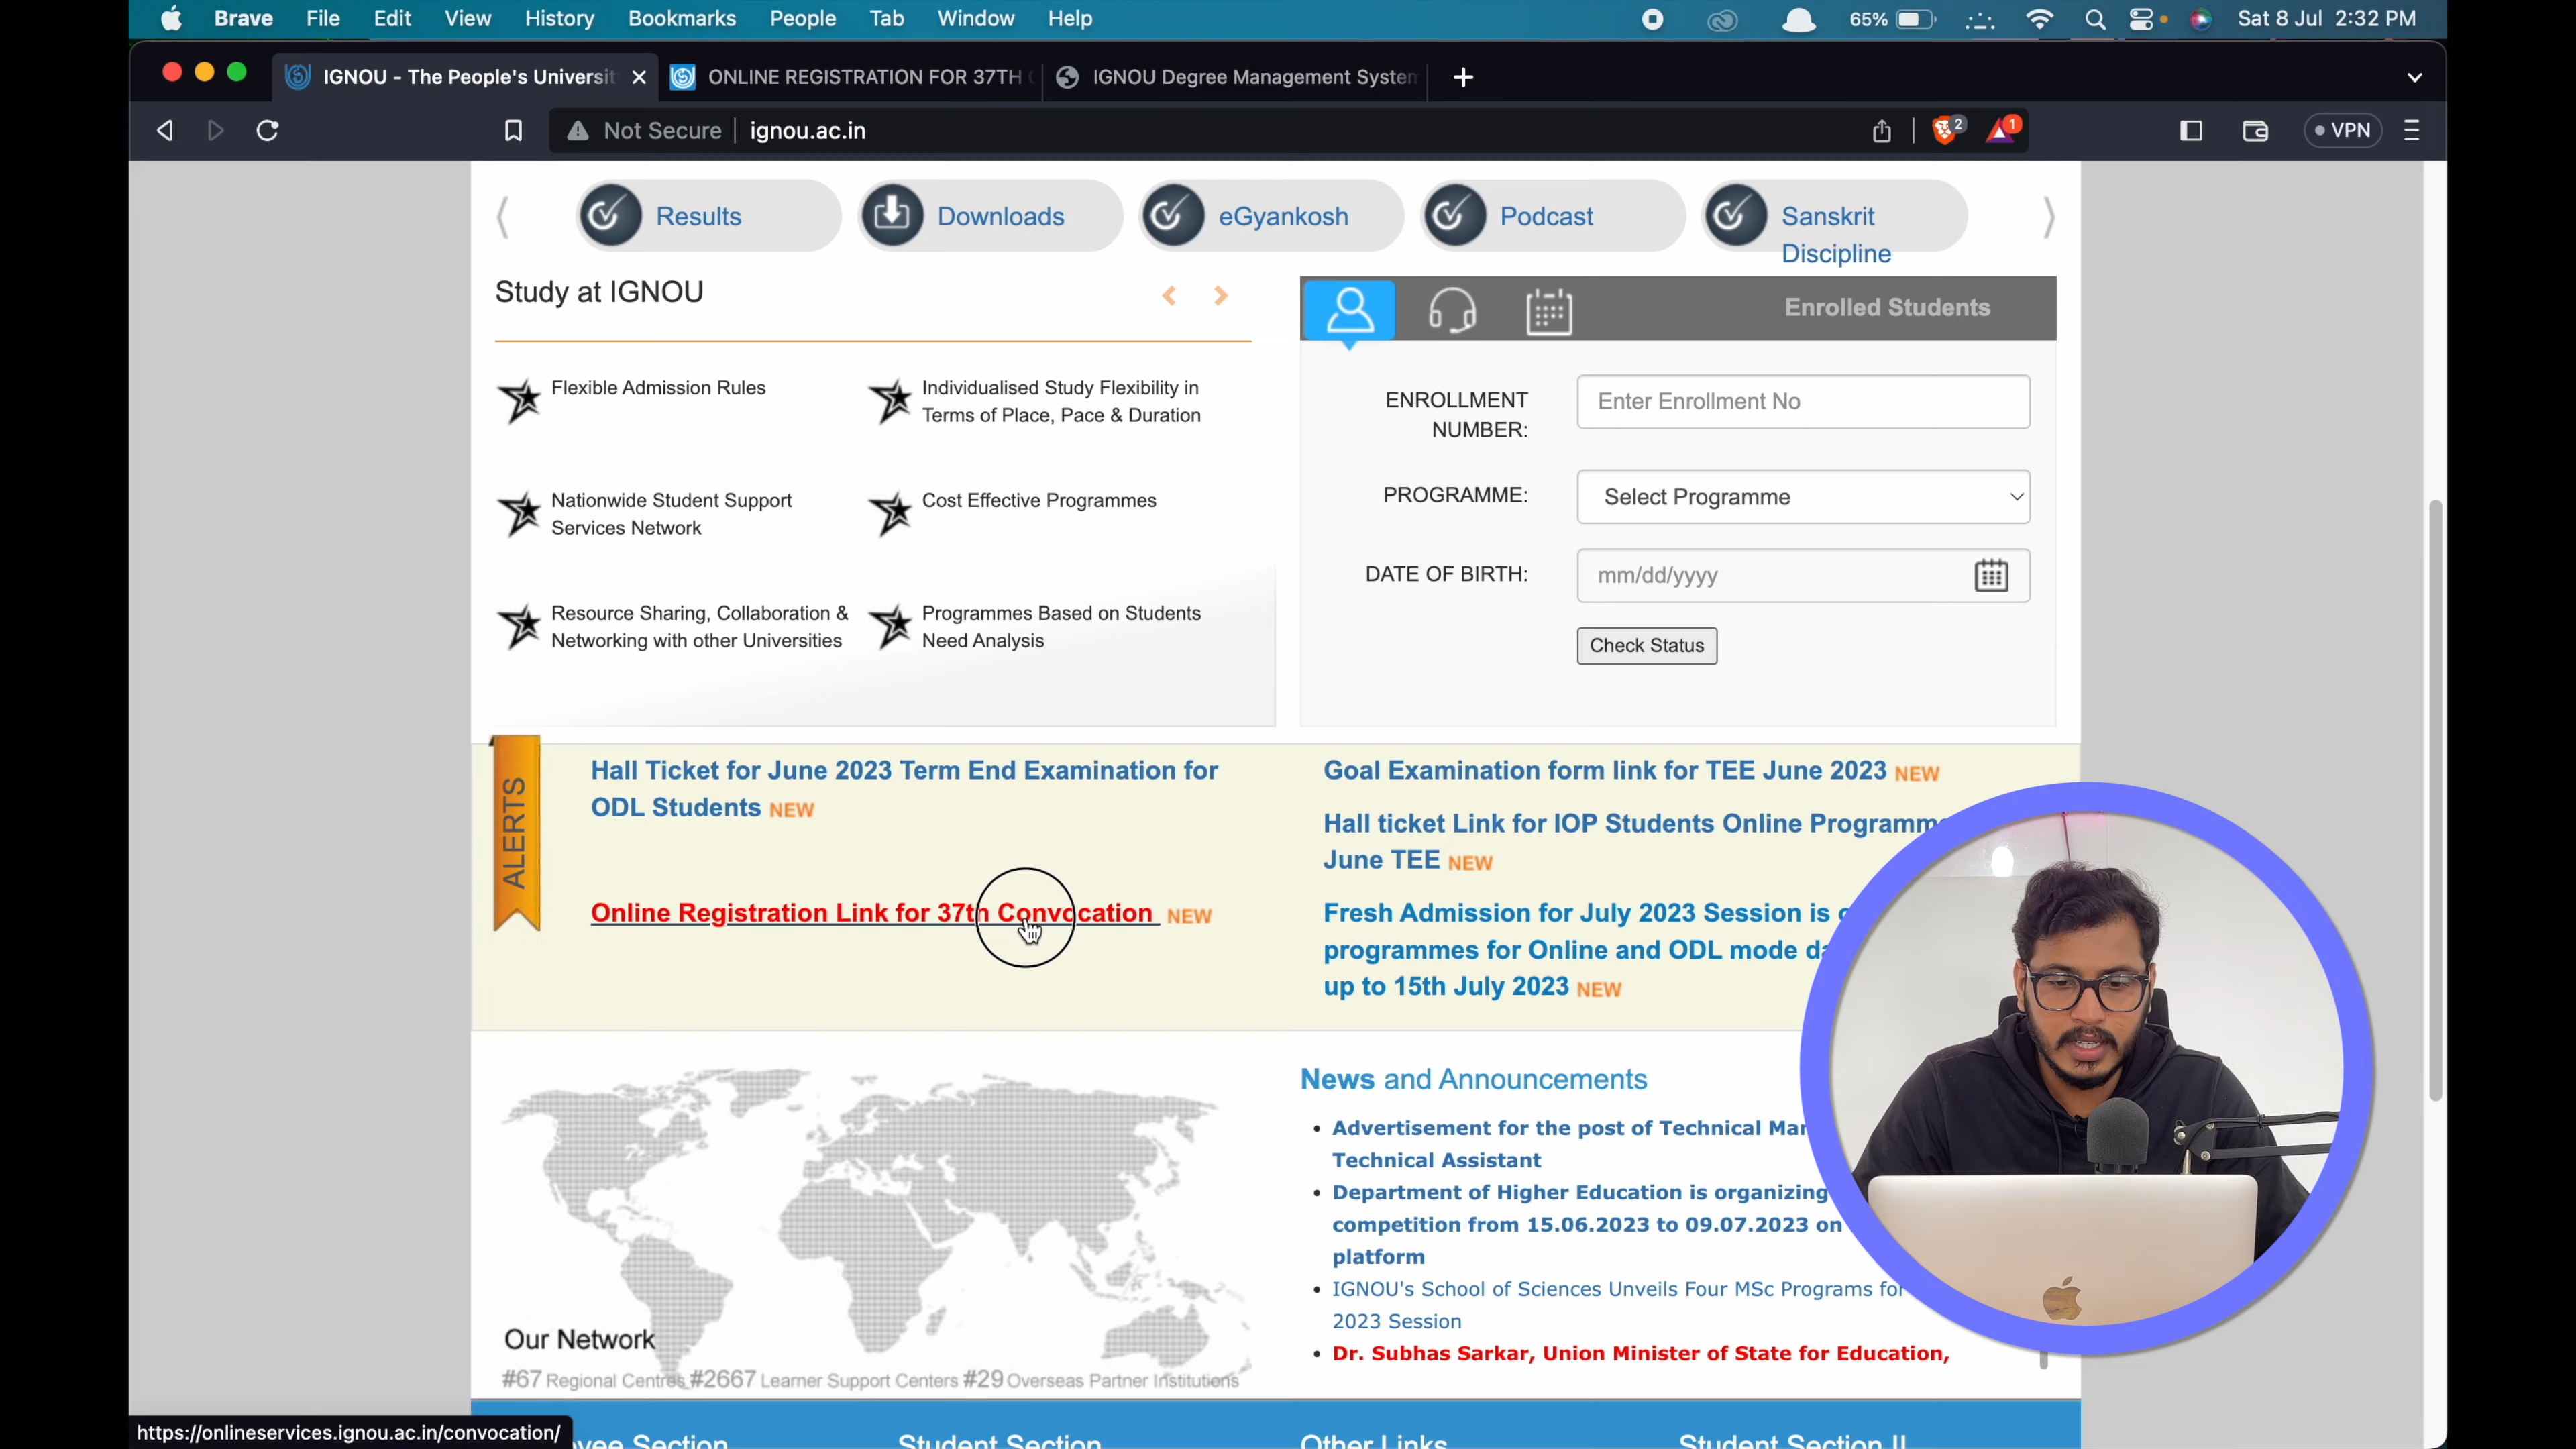 Brave File Edit View History Bookmarks People Tab Window Help 65% Sat 8 Jul 2:32 PM
IGNOU - The People's Universit ONLINE REGISTRATION FOR 37TH IGNOU Degree Management System
Not Secure ignou.ac.in 2 1 VPN
Results Downloads eGyankosh Podcast Sanskrit
Discipline
Study at IGNOU
Enrolled Students
Flexible Admission Rules
Individualised Study Flexibility in
Terms of Place, Pace & Duration
Nationwide Student Support
Services Network
Cost Effective Programmes
Resource Sharing, Collaboration &
Networking with other Universities
Programmes Based on Students
Need Analysis
ENROLLMENT
NUMBER:
Enter Enrollment No
PROGRAMME:
Select Programme
DATE OF BIRTH:
mm/dd/yyyy
Check Status
ALERTS
Hall Ticket for June 2023 Term End Examination for
ODL Students NEW
Online Registration Link for 37th Convocation NEW
Goal Examination form link for TEE June 2023 NEW
Hall ticket Link for IOP Students Online Programm
June TEE NEW
Fresh Admission for July 2023 Session is
programmes for Online and ODL mode
up to 15th July 2023 NEW
Our Network
#67 Regional Centres #2667 Learner Support Centers #29 Overseas Partner Institutions
News and Announcements
Advertisement for the post of Technical
Technical Assistant
Department of Higher Education is organizing
competition from 15.06.2023 to 09.07.2023 on
platform
IGNOU's School of Sciences Unveils Four MSc Programs for
2023 Session
Dr. Subhas Sarkar, Union Minister of State for Education,
https://onlineservices.ignou.ac.in/convocation/
yee Section Student Section Other Links Student Section II